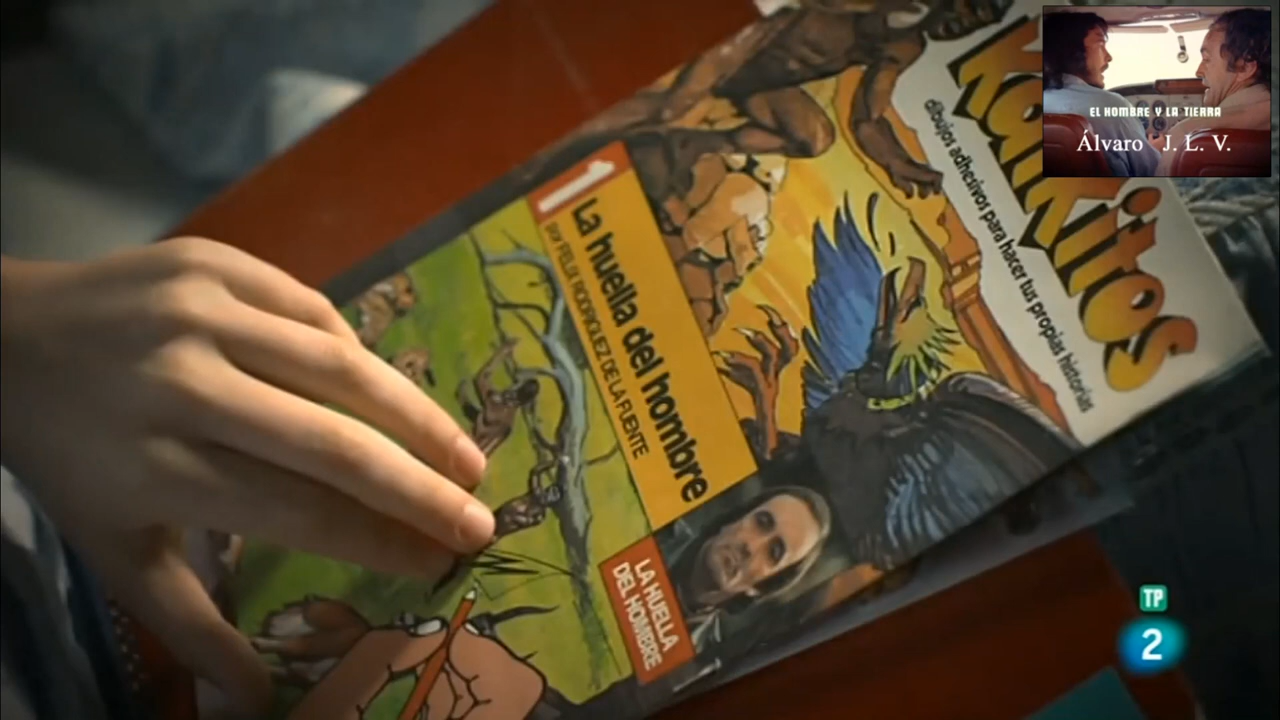 Kalkitos
dibujos adhesivos para hacer tus propias historias
1
La huella del hombre
por FELIX RODRIGUEZ DE LA FUENTE
LA HUELLA
DEL HOMBRE
EL HOMBRE Y LA TIERRA
Álvaro J. L. V.
TP
2